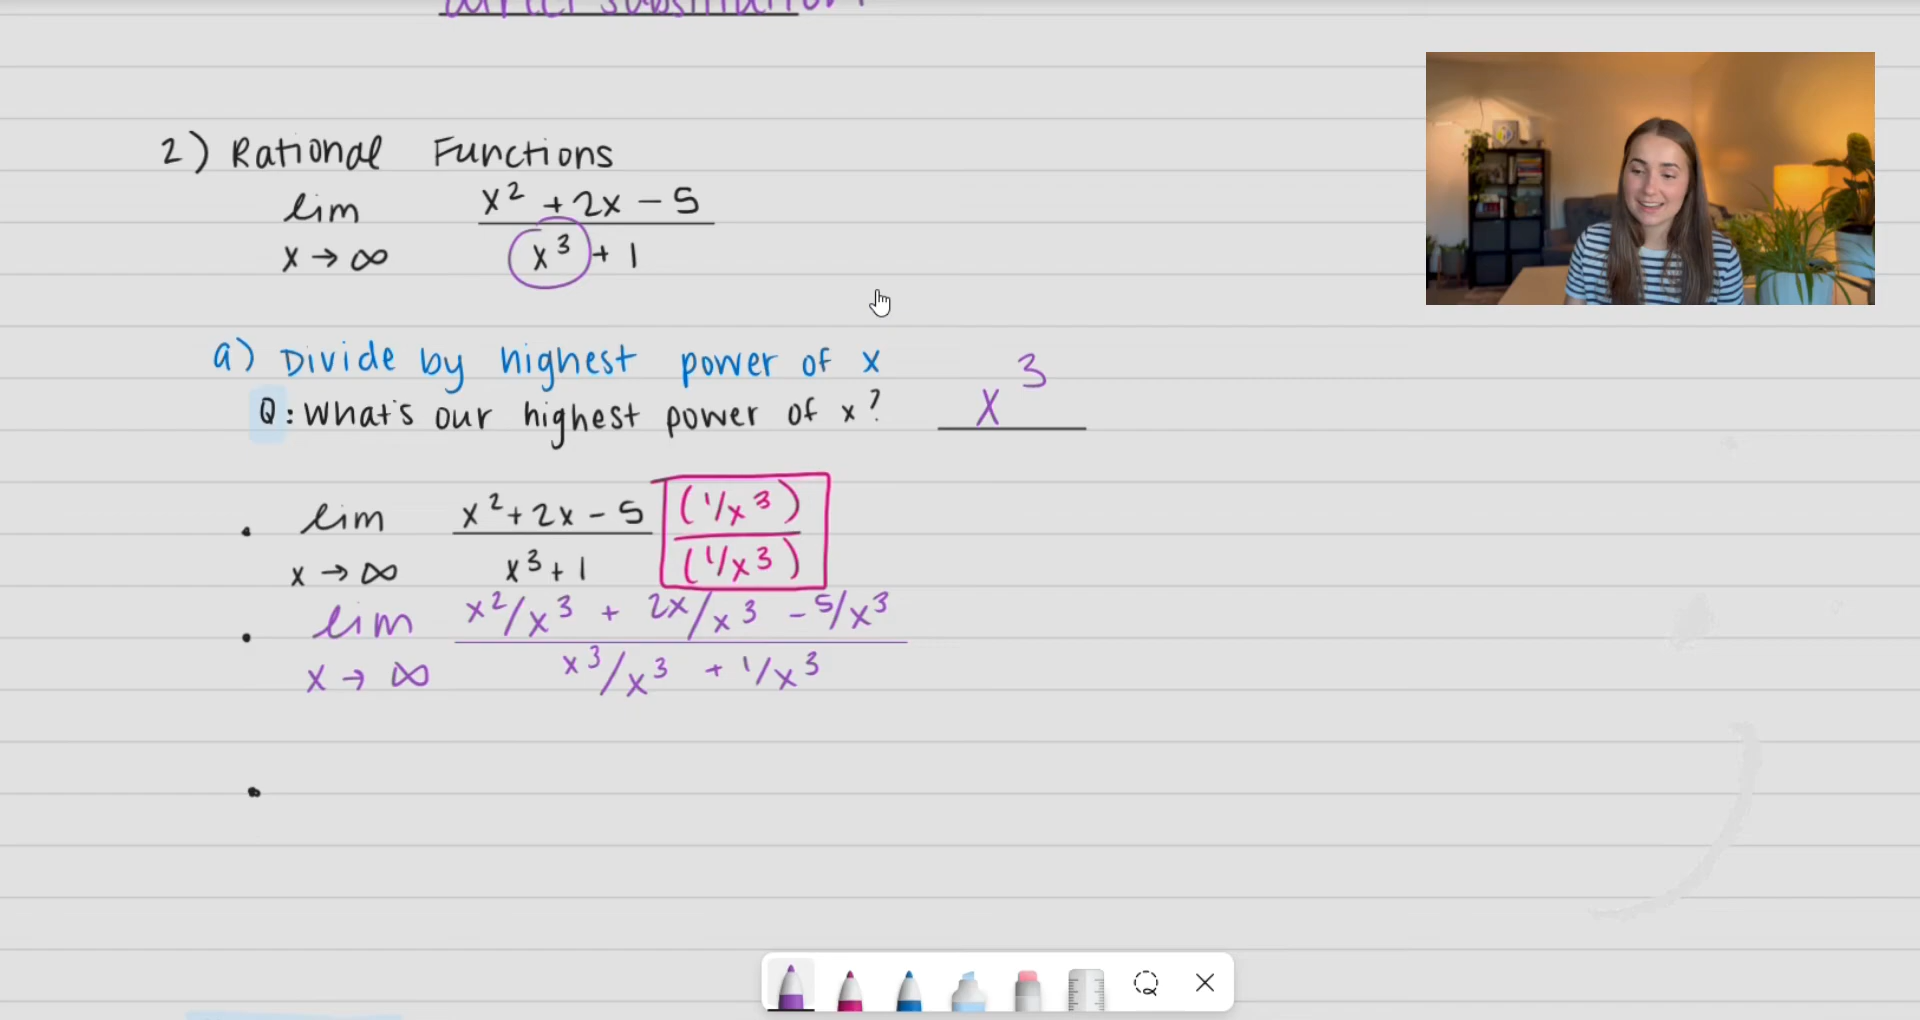 direct substitution!
2) Rational Functions
lim x→∞ (x² + 2x - 5)/(x³ + 1)
a) Divide by highest power of x
Q: What's our highest power of x? x³
• lim x→∞ (x² + 2x - 5)/(x³ + 1) (1/x³)/(1/x³)
• lim x→∞ (x²/x³ + 2x/x³ - 5/x³)/(x³/x³ + 1/x³)
•